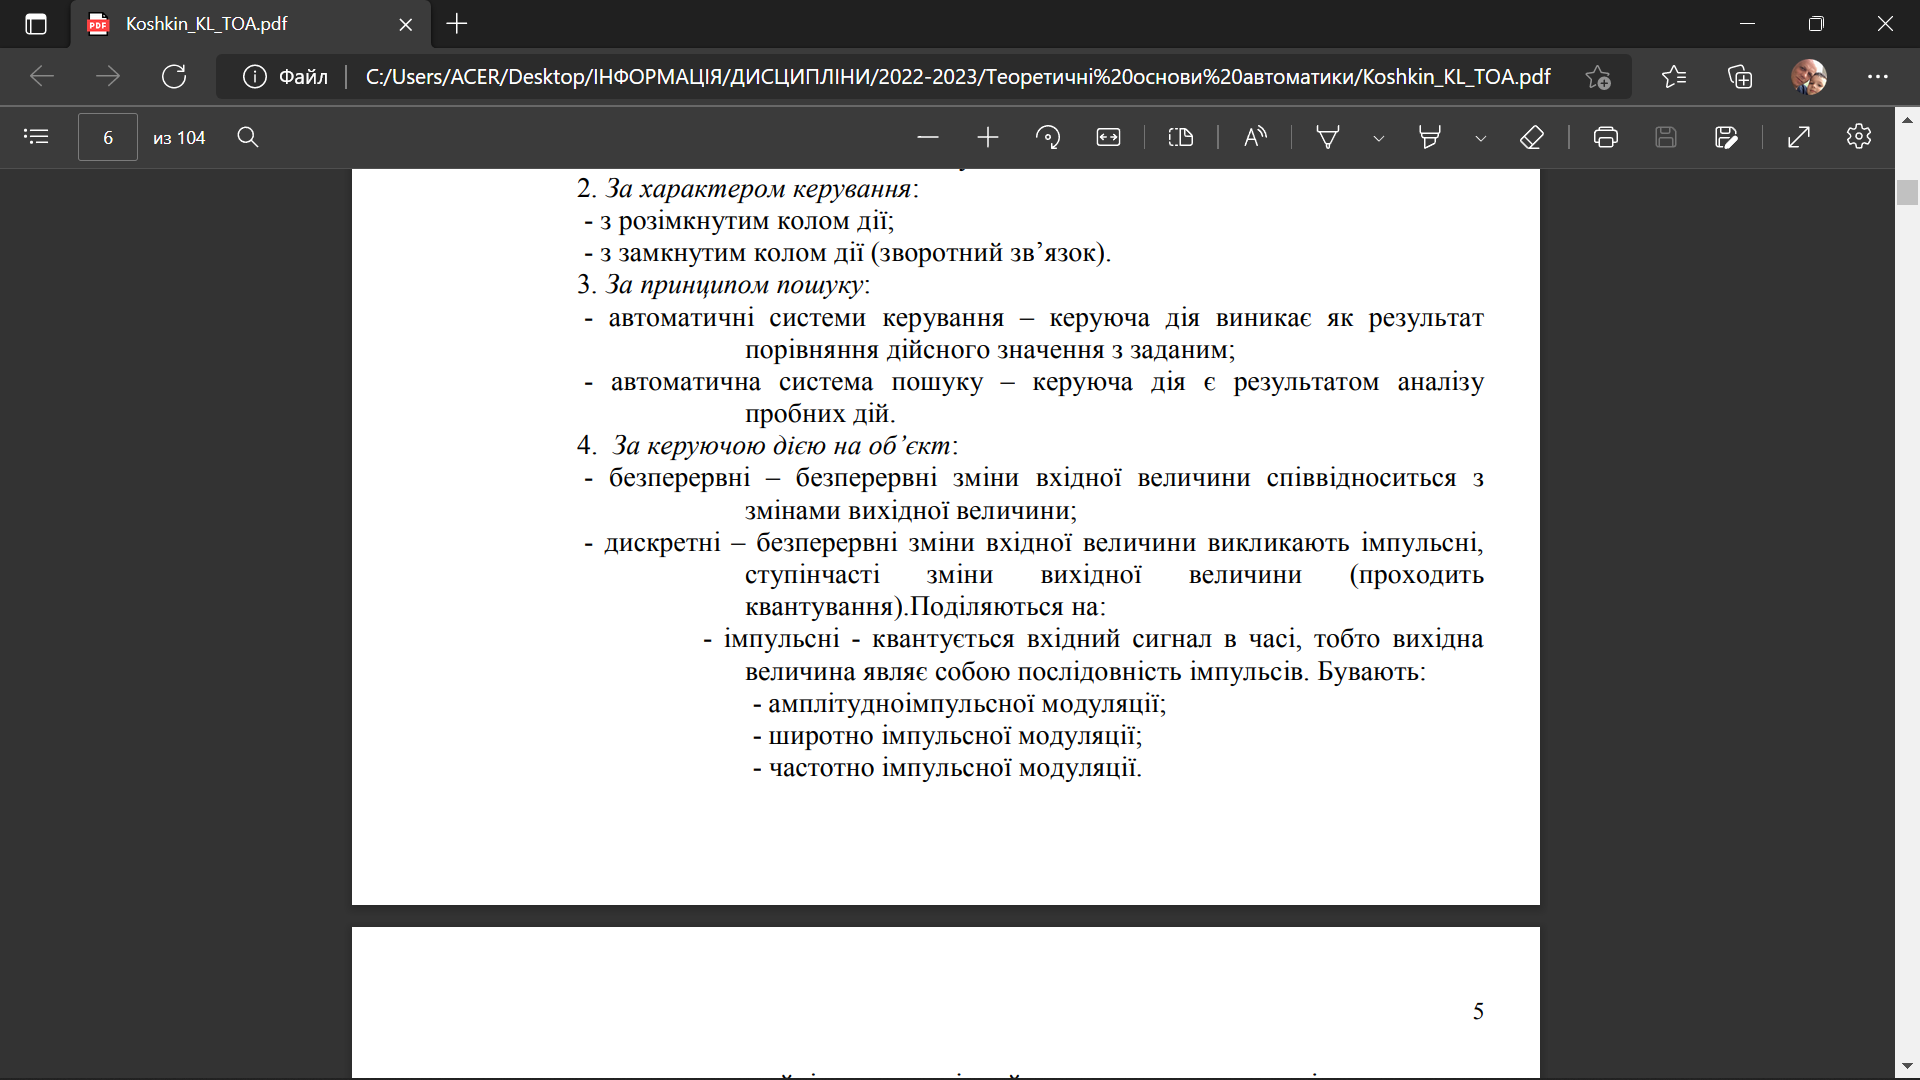 Koshkin_KL_TOA.pdf
Файл
C:/Users/ACER/Desktop/ІНФОРМАЦІЯ/ДИСЦИПЛІНИ/2022-2023/Теоретичні%20основи%20автоматики/Koshkin_KL_TOA.pdf
6 из 104
2. За характером керування:
- з розімкнутим колом дії;
- з замкнутим колом дії (зворотний зв’язок).
3. За принципом пошуку:
- автоматичні системи керування – керуюча дія виникає як результат
порівняння дійсного значення з заданим;
- автоматична система пошуку – керуюча дія є результатом аналізу
пробних дій.
4. За керуючою дією на об’єкт:
- безперервні – безперервні зміни вхідної величини співвідноситься з
змінами вихідної величини;
- дискретні – безперервні зміни вхідної величини викликають імпульсні,
ступінчасті зміни вихідної величини (проходить
квантування).Поділяються на:
- імпульсні - квантується вхідний сигнал в часі, тобто вихідна
величина являє собою послідовність імпульсів. Бувають:
- амплітудноімпульсної модуляції;
- широтно імпульсної модуляції;
- частотно імпульсної модуляції.
5